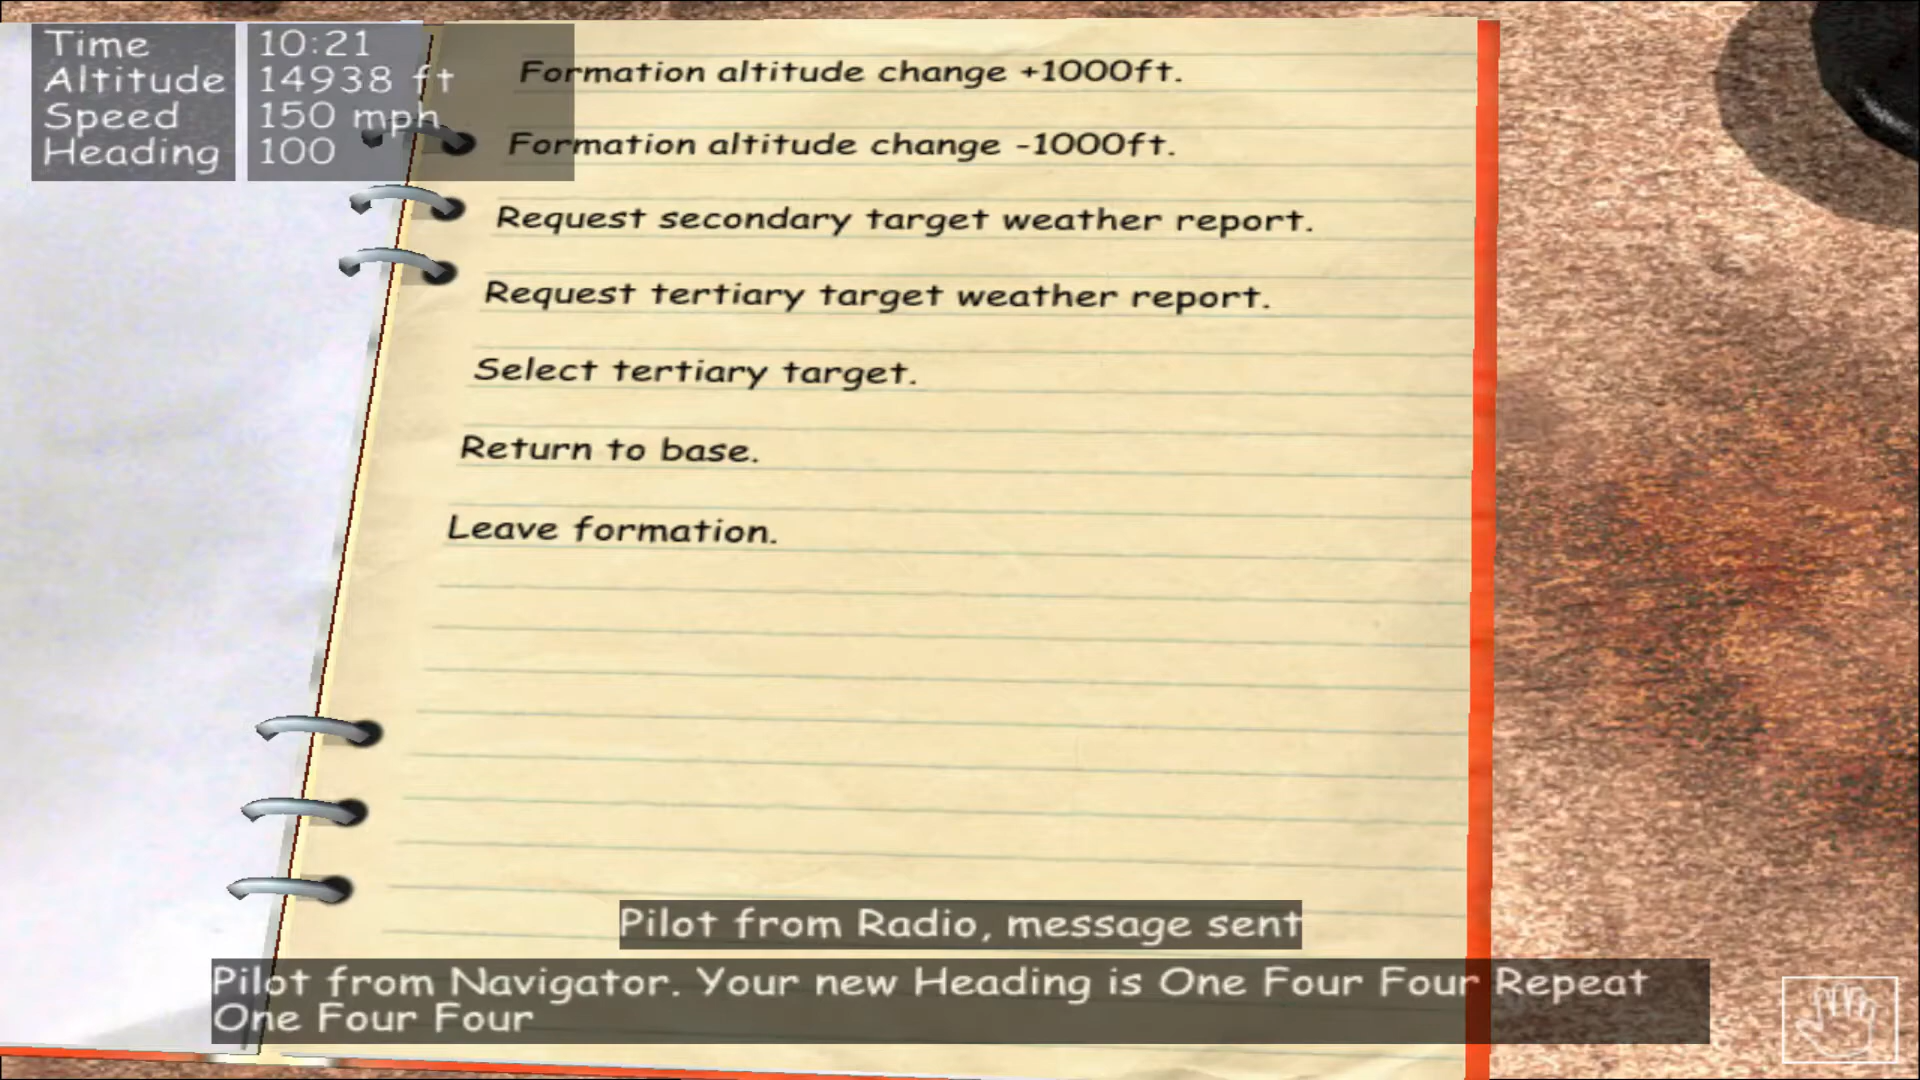 Time 10:21
Altitude 14938 ft
Speed 150 mph
Heading 100
Formation altitude change +1000ft.
Formation altitude change -1000ft.
Request secondary target weather report.
Request tertiary target weather report.
Select tertiary target.
Return to base.
Leave formation.
Pilot from Radio, message sent
Pilot from Navigator. Your new Heading is One Four Four Repeat
One Four Four